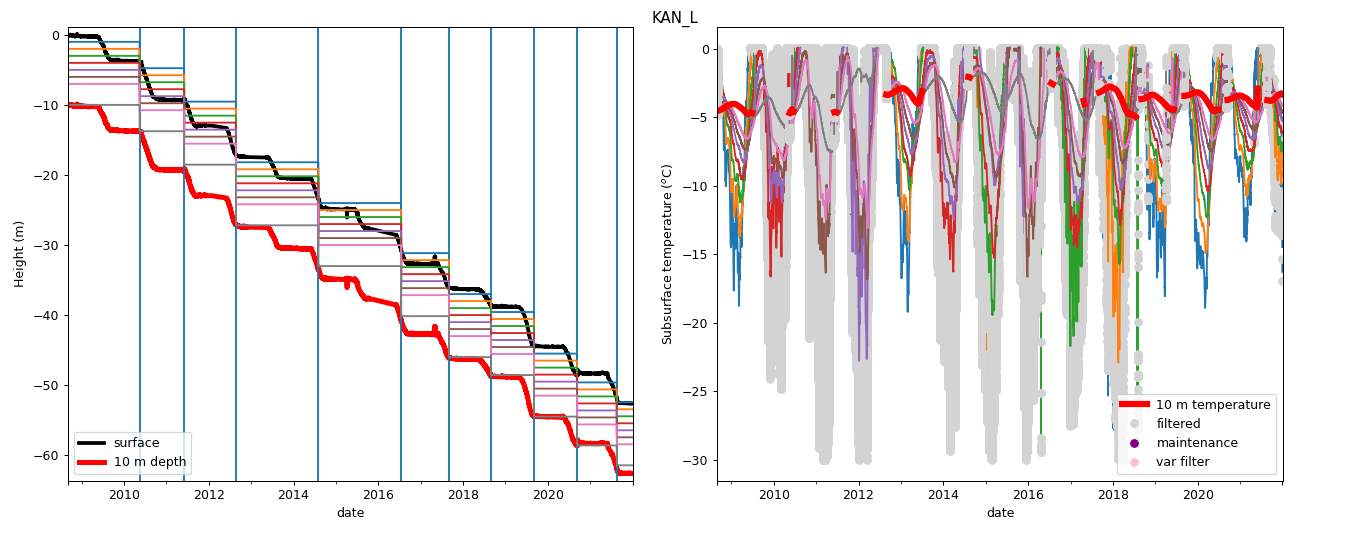 KAN_L
0
−10
−20
−30
−40
−50
−60
Height (m)
2010
2012
2014
2016
2018
2020
date
surface
10 m depth
0
−5
−10
−15
−20
−25
−30
Subsurface temperature (°C)
2010
2012
2014
2016
2018
2020
date
10 m temperature
filtered
maintenance
var filter